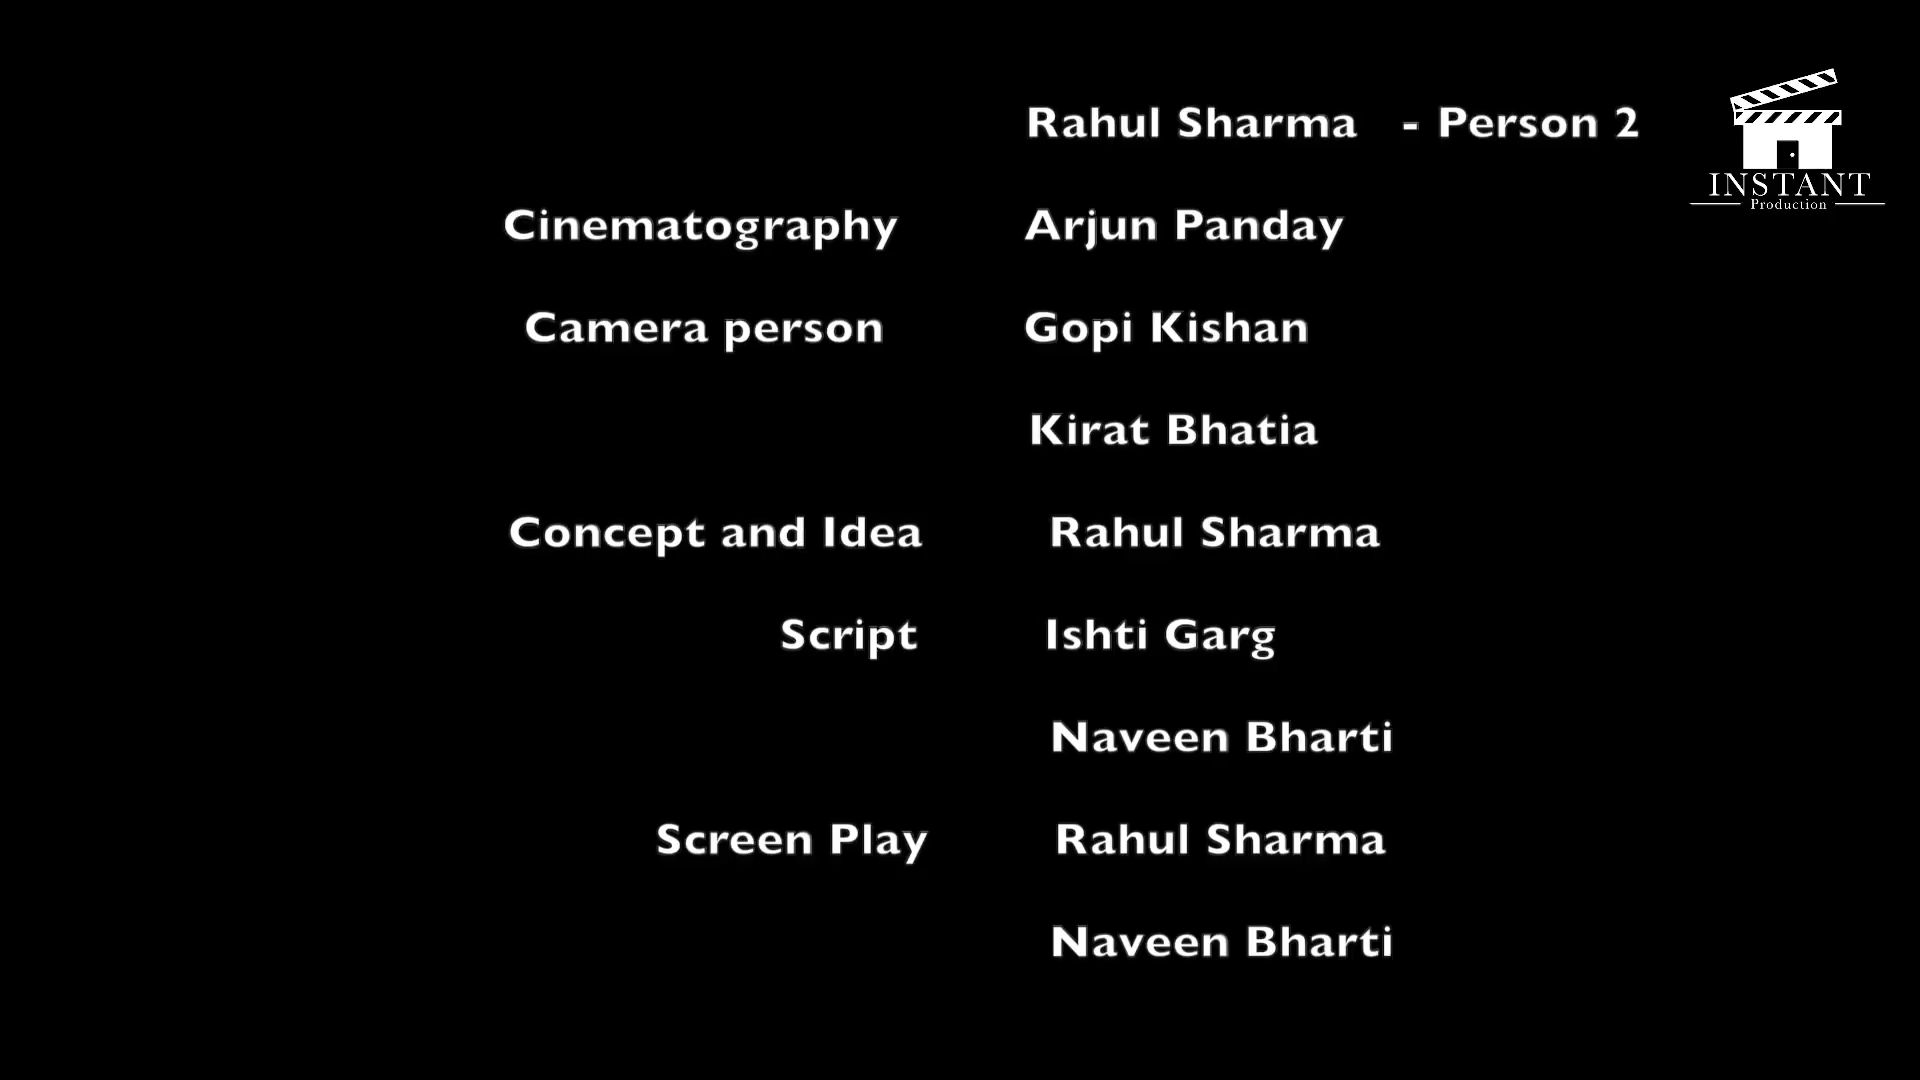 Rahul Sharma - Person 2
INSTANT
Production
Cinematography Arjun Panday
Camera person Gopi Kishan
Kirat Bhatia
Concept and Idea Rahul Sharma
Script Ishti Garg
Naveen Bharti
Screen Play Rahul Sharma
Naveen Bharti